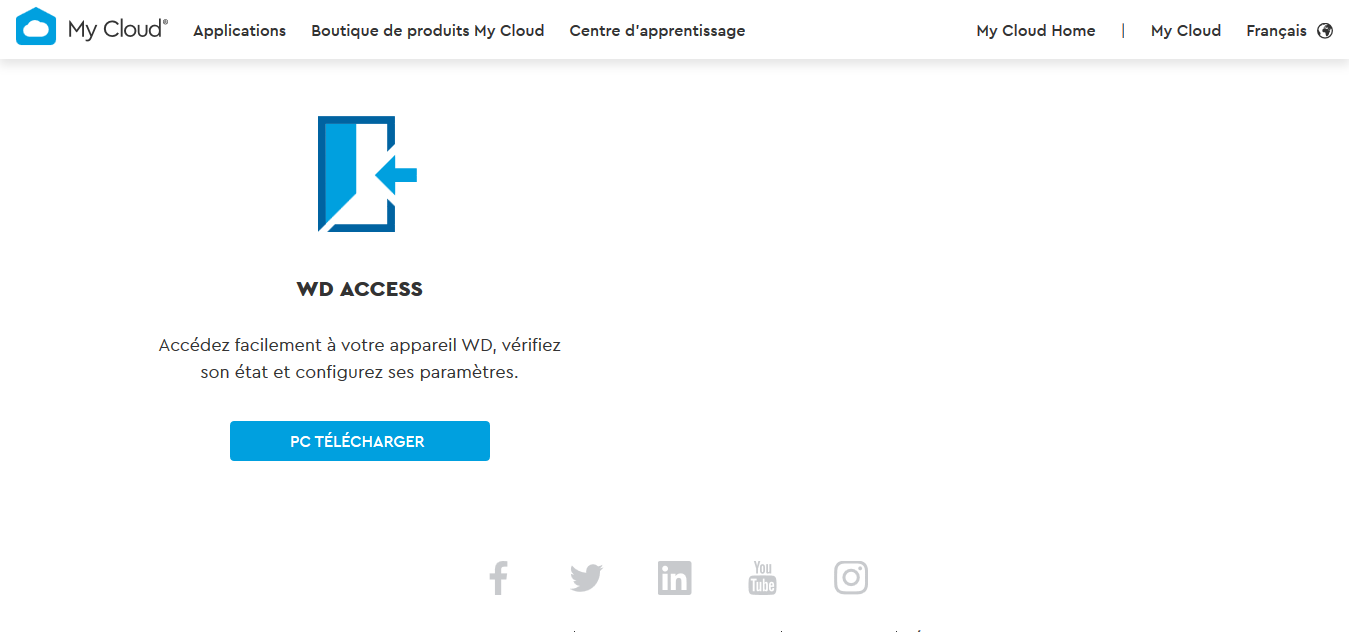 My Cloud® Applications Boutique de produits My Cloud Centre d'apprentissage My Cloud Home | My Cloud Français
WD ACCESS
Accédez facilement à votre appareil WD, vérifiez
son état et configurez ses paramètres.
PC TÉLÉCHARGER
in You Tube